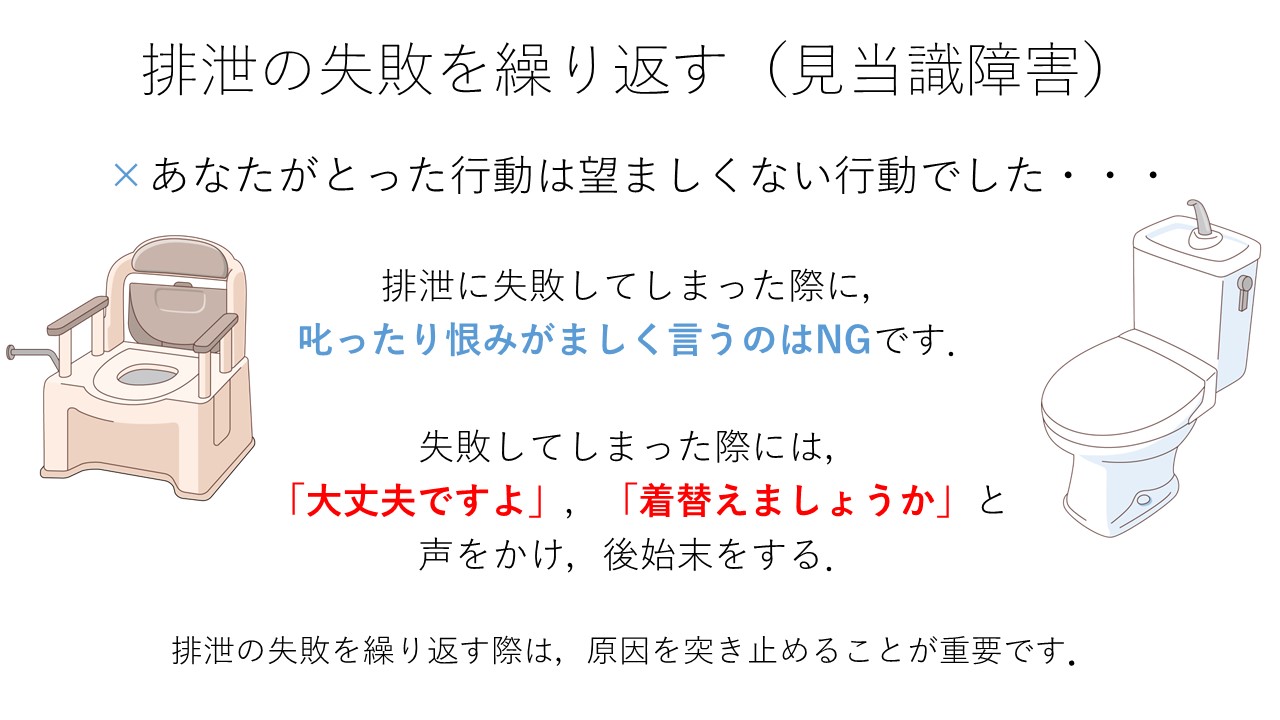 排泄の失敗を繰り返す（見当識障害）
×あなたがとった行動は望ましくない行動でした・・・
排泄に失敗してしまった際に，
叱ったり恨みがましく言うのはNGです．
失敗してしまった際には，
「大丈夫ですよ」，「着替えましょうか」と
声をかけ，後始末をする．
排泄の失敗を繰り返す際は，原因を突き止めることが重要です．